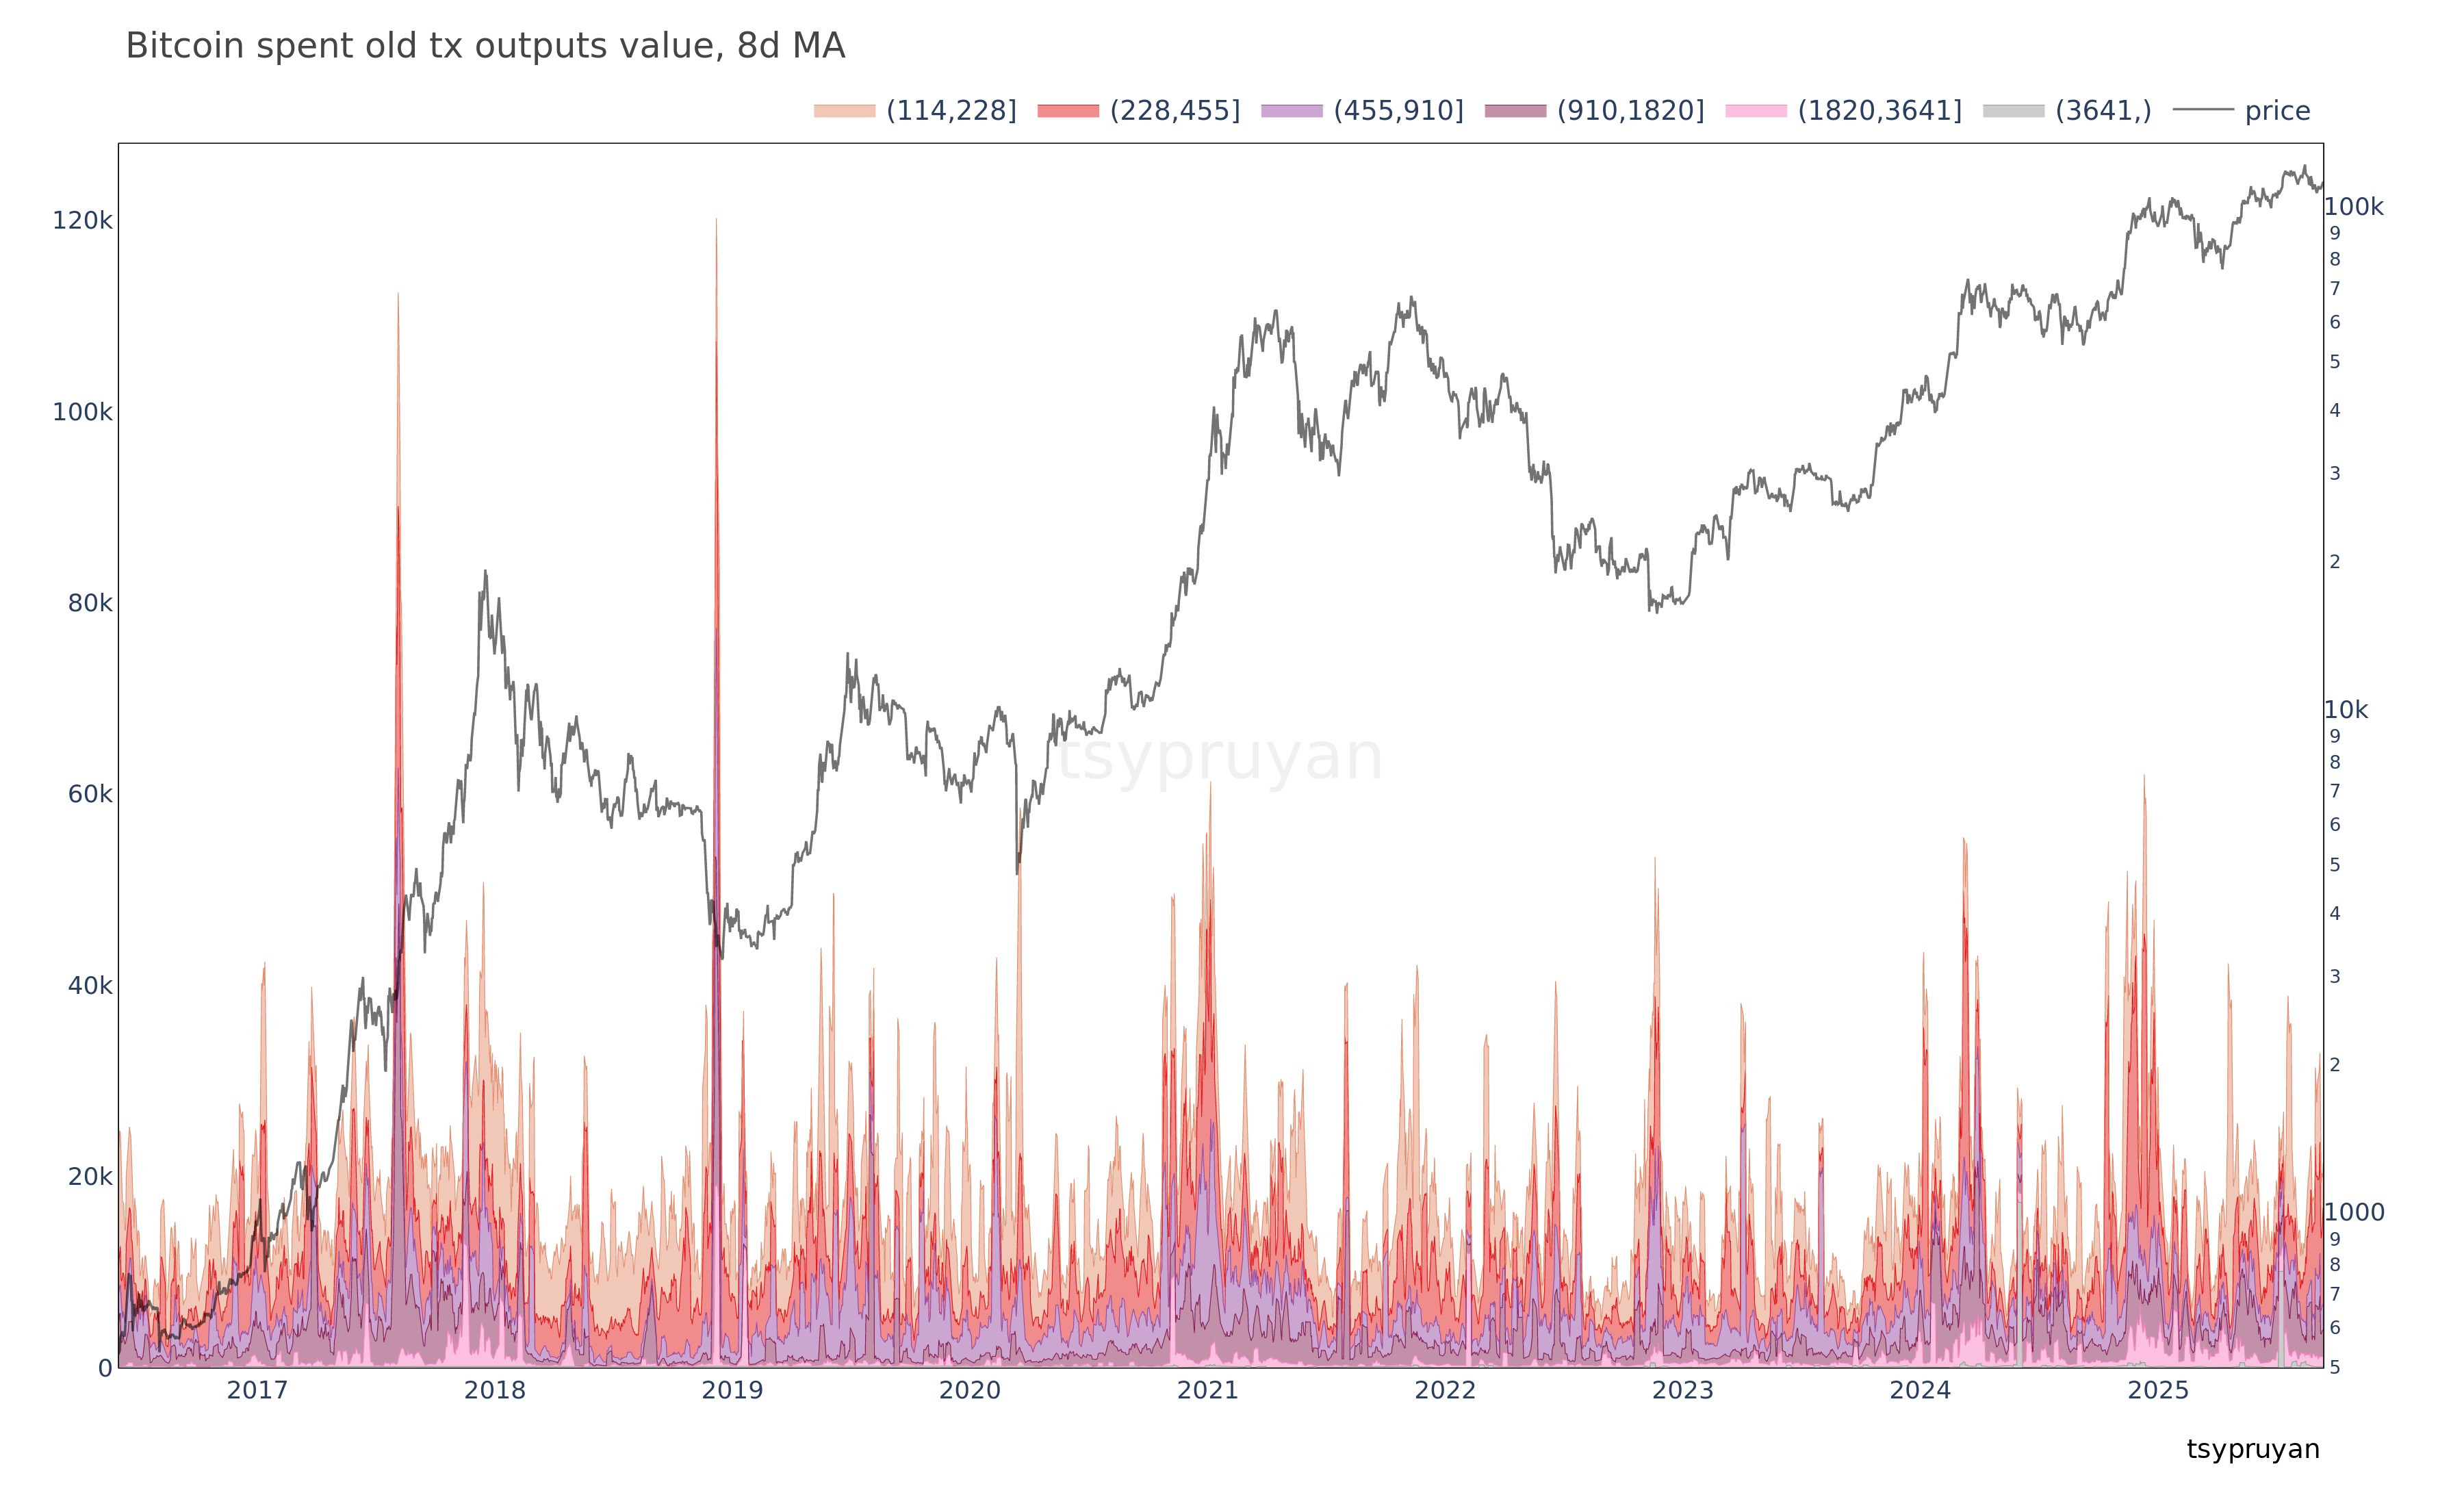 Bitcoin spent old tx outputs value, 8d MA
(114,228] (228,455] (455,910] (910,1820] (1820,3641] (3641,) price
120k
100k
80k
60k
40k
20k
0
100k
9
8
7
6
5
4
3
2
10k
9
8
7
6
5
4
3
2
1000
9
8
7
6
5
tsypruyan
2017 2018 2019 2020 2021 2022 2023 2024 2025
tsypruyan